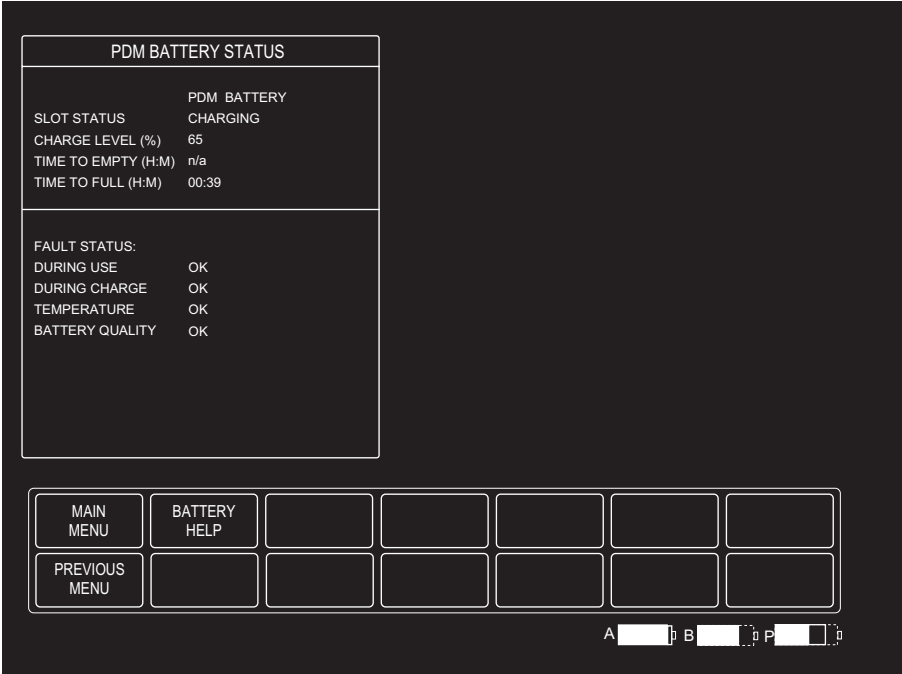 PDM BATTERY STATUS
PDM BATTERY
SLOT STATUS CHARGING
CHARGE LEVEL (%) 65
TIME TO EMPTY (H:M) n/a
TIME TO FULL (H:M) 00:39
FAULT STATUS:
DURING USE OK
DURING CHARGE OK
TEMPERATURE OK
BATTERY QUALITY OK
MAIN MENU
BATTERY HELP
PREVIOUS MENU
A B P